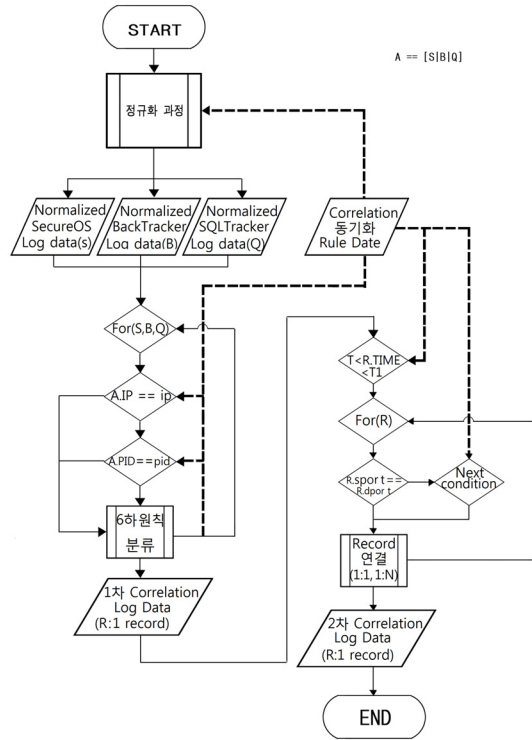 START
A == [S|B|Q]
정규화 과정
Normalized
SecureOS
Log data(s)
Normalized
BackTracker
Log data(B)
Normalized
SQLTracker
Log data(Q)
Correlation
동기화
Rule Date
For(S,B,Q)
T<R.TIME
<T1
A.IP == ip
For(R)
A.PID==pid
R.sport==
R.dport
Next
condition
6하원칙
분류
Record
연결
(1:1, 1:N)
1차 Correlation
Log Data
(R:1 record)
2차 Correlation
Log Data
(R:1 record)
END